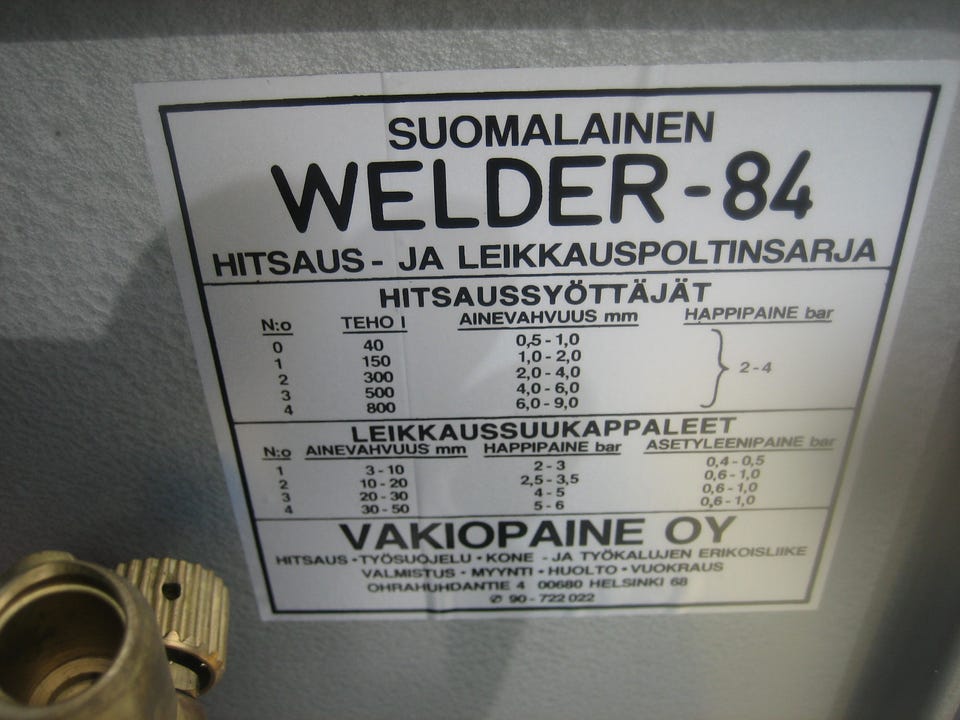 SUOMALAINEN
WELDER-84
HITSAUS- JA LEIKKAUSPOLTINSARJA
HITSAUSSYÖTTÄJÄT
N:o TEHO l AINEVAHVUUS mm HAPPIPAINE bar
0 40 0,5-1,0
1 150 1,0-2,0
2 300 2,0-4,0 2-4
3 500 4,0-6,0
4 800 6,0-9,0
LEIKKAUSSUUKAPPALEET
N:o AINEVAHVUUS mm HAPPIPAINE bar ASETYLEENIPAINE bar
1 3-10 2-3 0,4-0,5
2 10-20 2,5-3,5 0,6-1,0
3 20-30 4-5 0,6-1,0
4 30-50 5-6 0,6-1,0
VAKIOPAINE OY
HITSAUS·TYÖSUOJELU·KONE -JA TYÖKALUJEN ERIKOISLIIKE
VALMISTUS·MYYNTI·HUOLTO·VUOKRAUS
OHRAHUHDANTIE 4 00680 HELSINKI 68
✆ 90-722 022